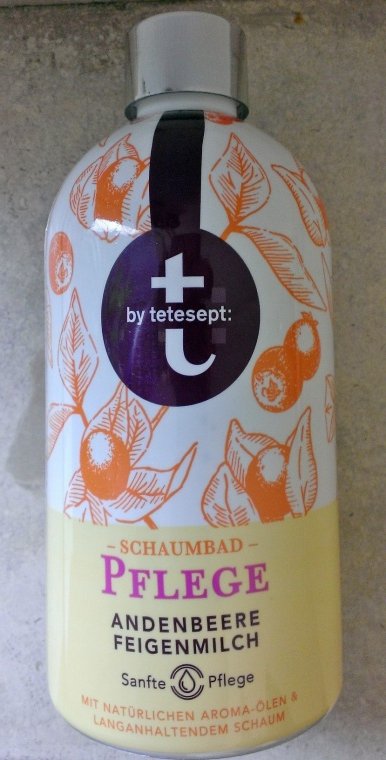 t
by tetesept:
– SCHAUMBAD –
PFLEGE
ANDENBEERE
FEIGENMILCH
Sanfte Pflege
MIT NATÜRLICHEN AROMA-ÖLEN &
LANGANHALTENDEM SCHAUM